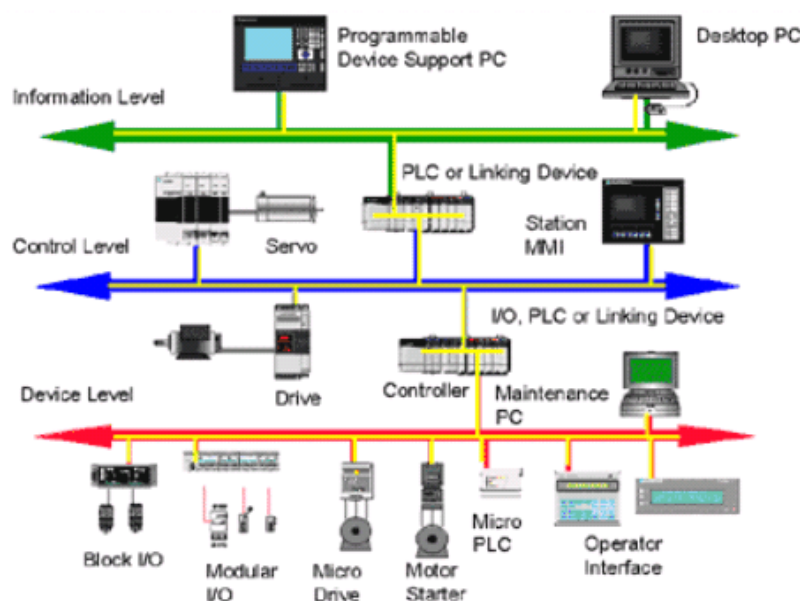 Programmable
Device Support PC
Desktop PC
Information Level
PLC or Linking Device
Servo
Station
MMI
Control Level
I/O, PLC or Linking Device
Drive
Controller
Maintenance
PC
Device Level
Block I/O
Modular
I/O
Micro
Drive
Motor
Starter
Micro
PLC
Operator
Interface